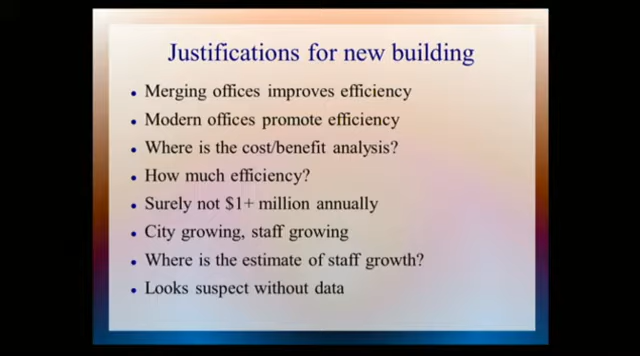 Justifications for new building
• Merging offices improves efficiency
• Modern offices promote efficiency
• Where is the cost/benefit analysis?
• How much efficiency?
• Surely not $1+ million annually
• City growing, staff growing
• Where is the estimate of staff growth?
• Looks suspect without data